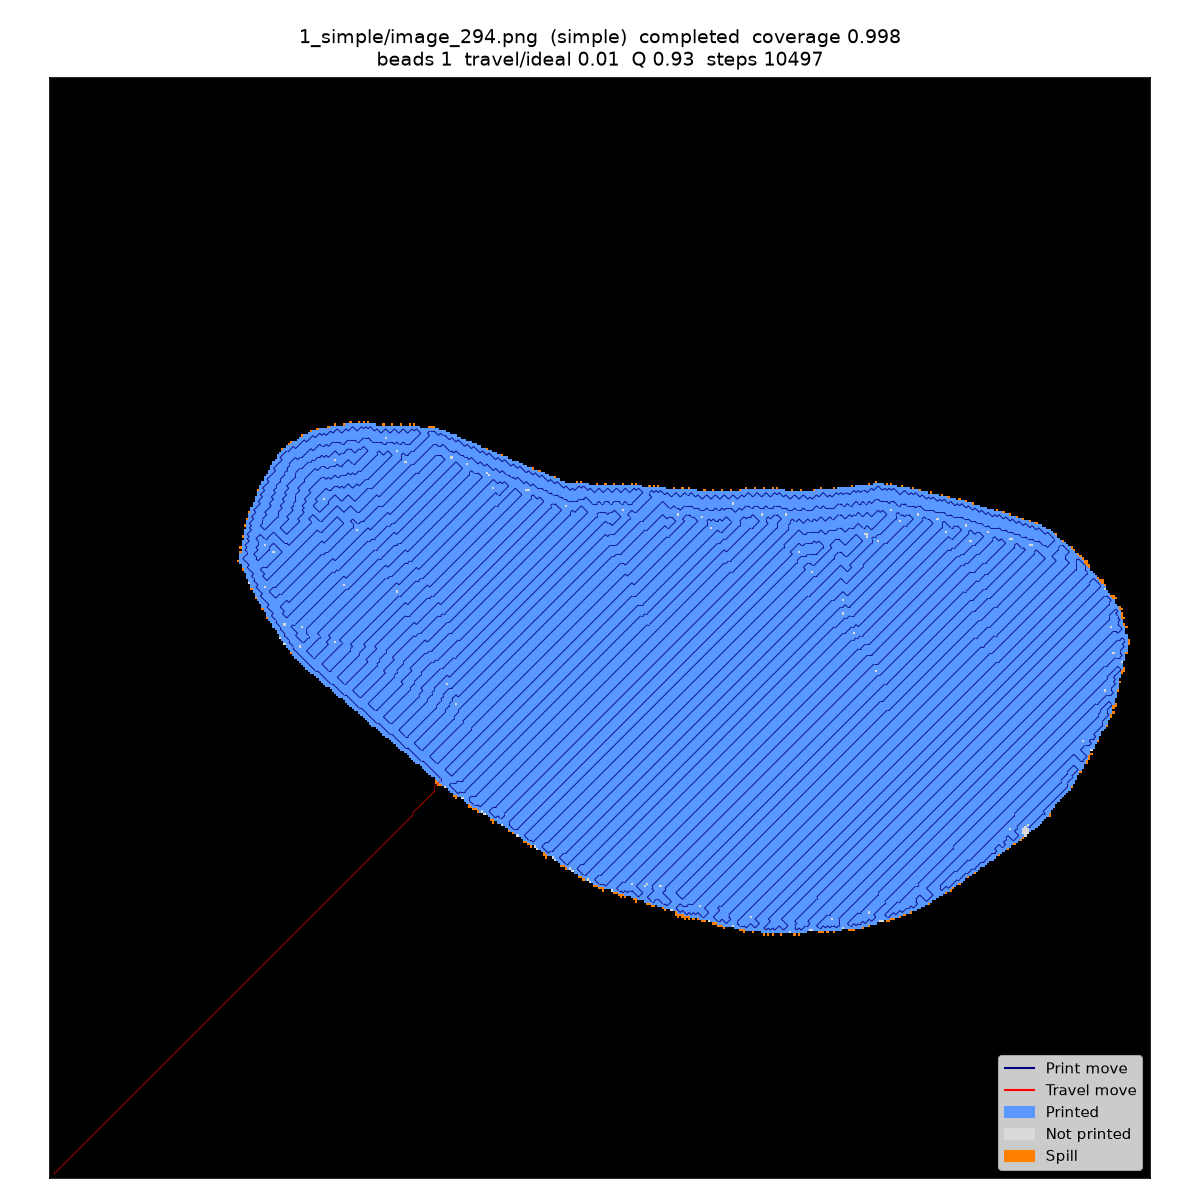 1_simple/image_294.png  (simple)  completed  coverage 0.998
beads 1  travel/ideal 0.01  Q 0.93  steps 10497
Print move
Travel move
Printed
Not printed
Spill